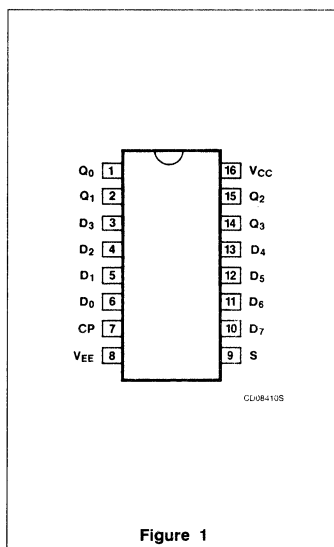 Q0 1 16 VCC
Q1 2 15 Q2
D3 3 14 Q3
D2 4 13 D4
D1 5 12 D5
D0 6 11 D6
CP 7 10 D7
VEE 8 9 S
CD08410S
Figure 1